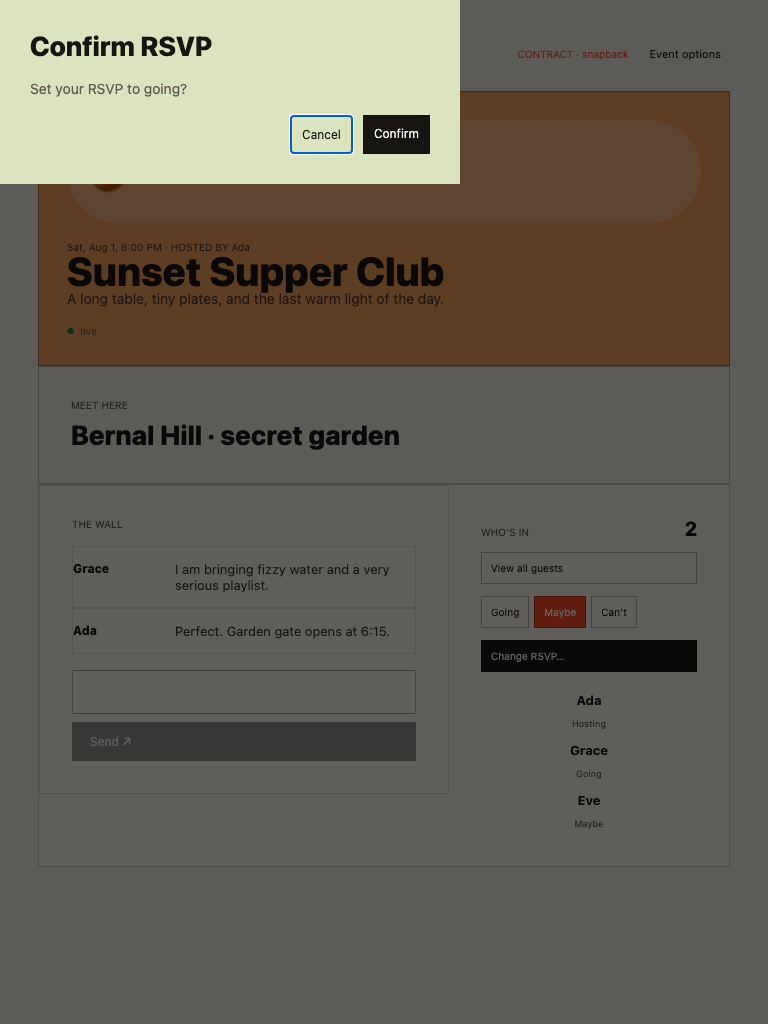 Confirm RSVP
Set your RSVP to going?
Cancel
Confirm
CONTRACT · snapback
Event options
Sat, Aug 1, 6:00 PM · HOSTED BY Ada
Sunset Supper Club
A long table, tiny plates, and the last warm light of the day.
live
MEET HERE
Bernal Hill · secret garden
THE WALL
Grace
I am bringing fizzy water and a very
serious playlist.
Ada
Perfect. Garden gate opens at 6:15.
Send ↗
WHO'S IN
2
View all guests
Going
Maybe
Can't
Change RSVP...
Ada
Hosting
Grace
Going
Eve
Maybe